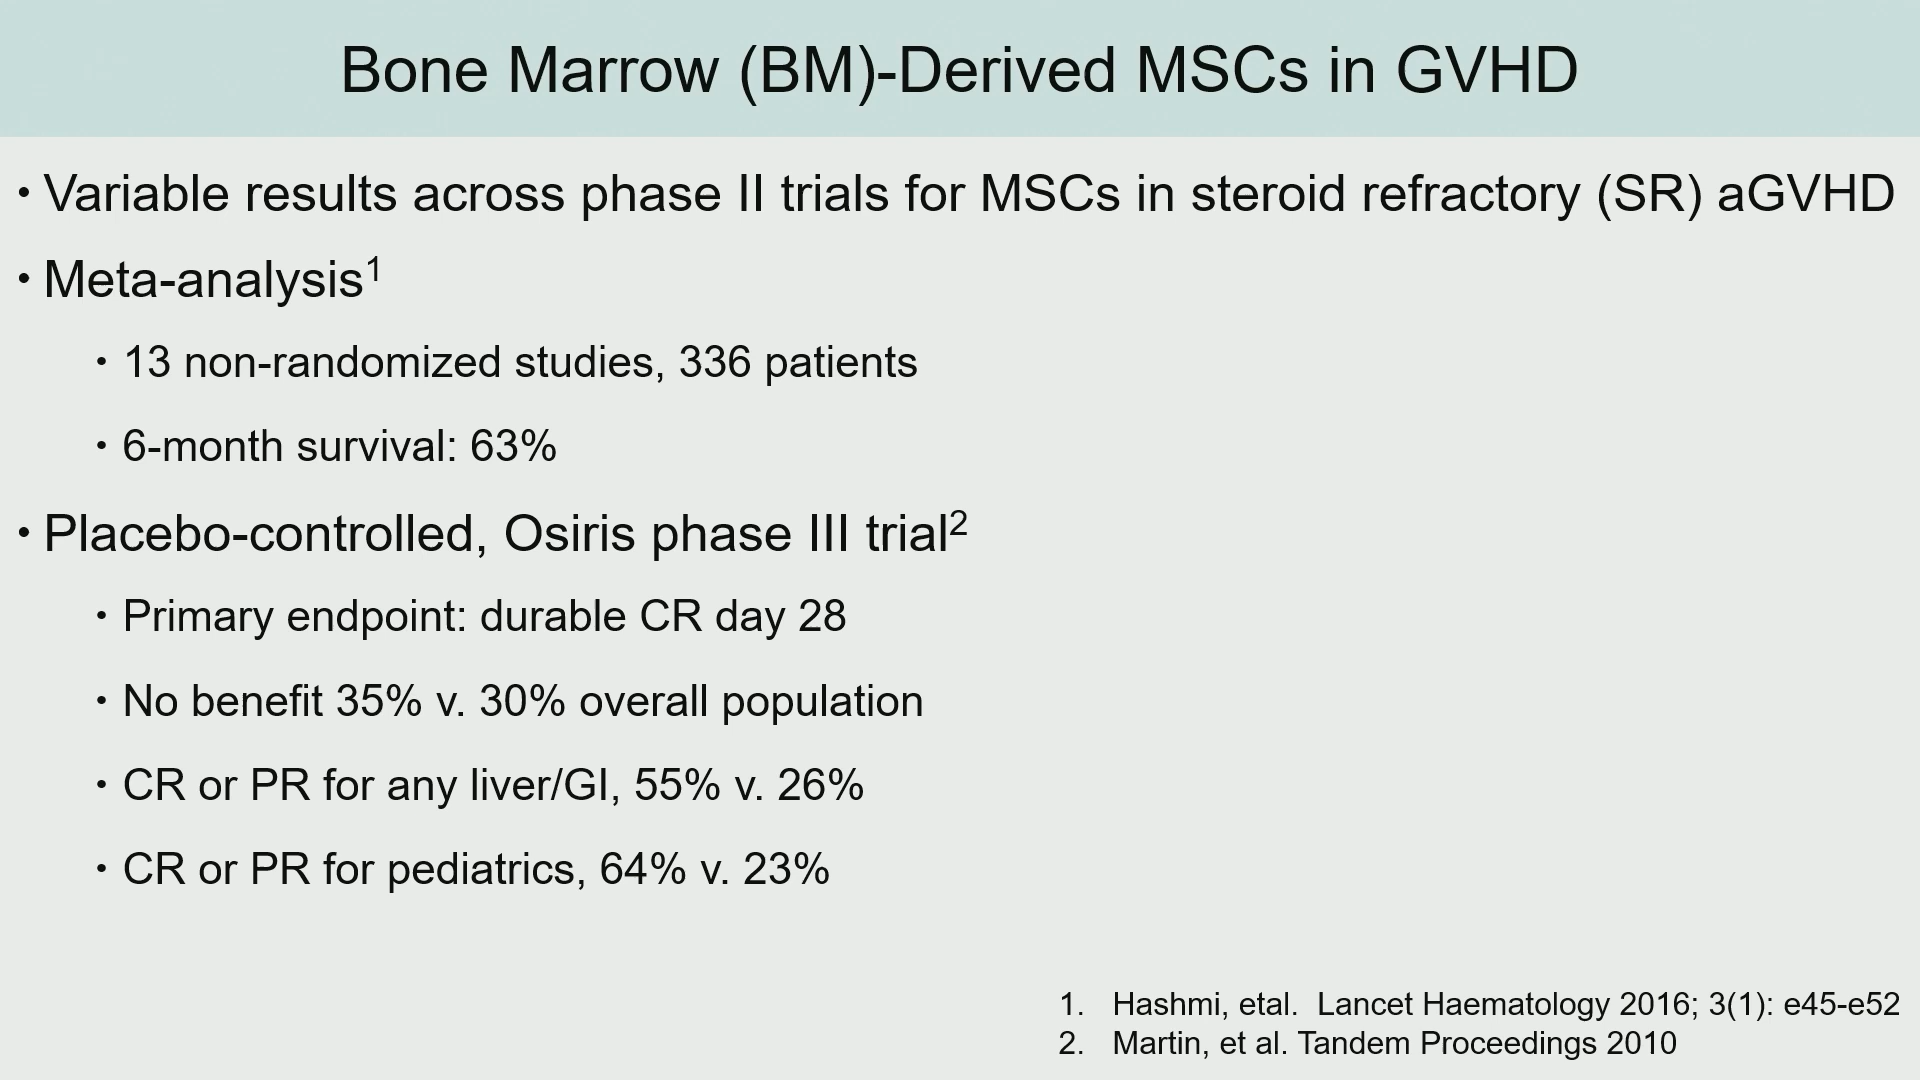 Bone Marrow (BM)-Derived MSCs in GVHD
• Variable results across phase II trials for MSCs in steroid refractory (SR) aGVHD
• Meta-analysis¹
• 13 non-randomized studies, 336 patients
• 6-month survival: 63%
• Placebo-controlled, Osiris phase III trial²
• Primary endpoint: durable CR day 28
• No benefit 35% v. 30% overall population
• CR or PR for any liver/GI, 55% v. 26%
• CR or PR for pediatrics, 64% v. 23%
1. Hashmi, etal. Lancet Haematology 2016; 3(1): e45-e52
2. Martin, et al. Tandem Proceedings 2010